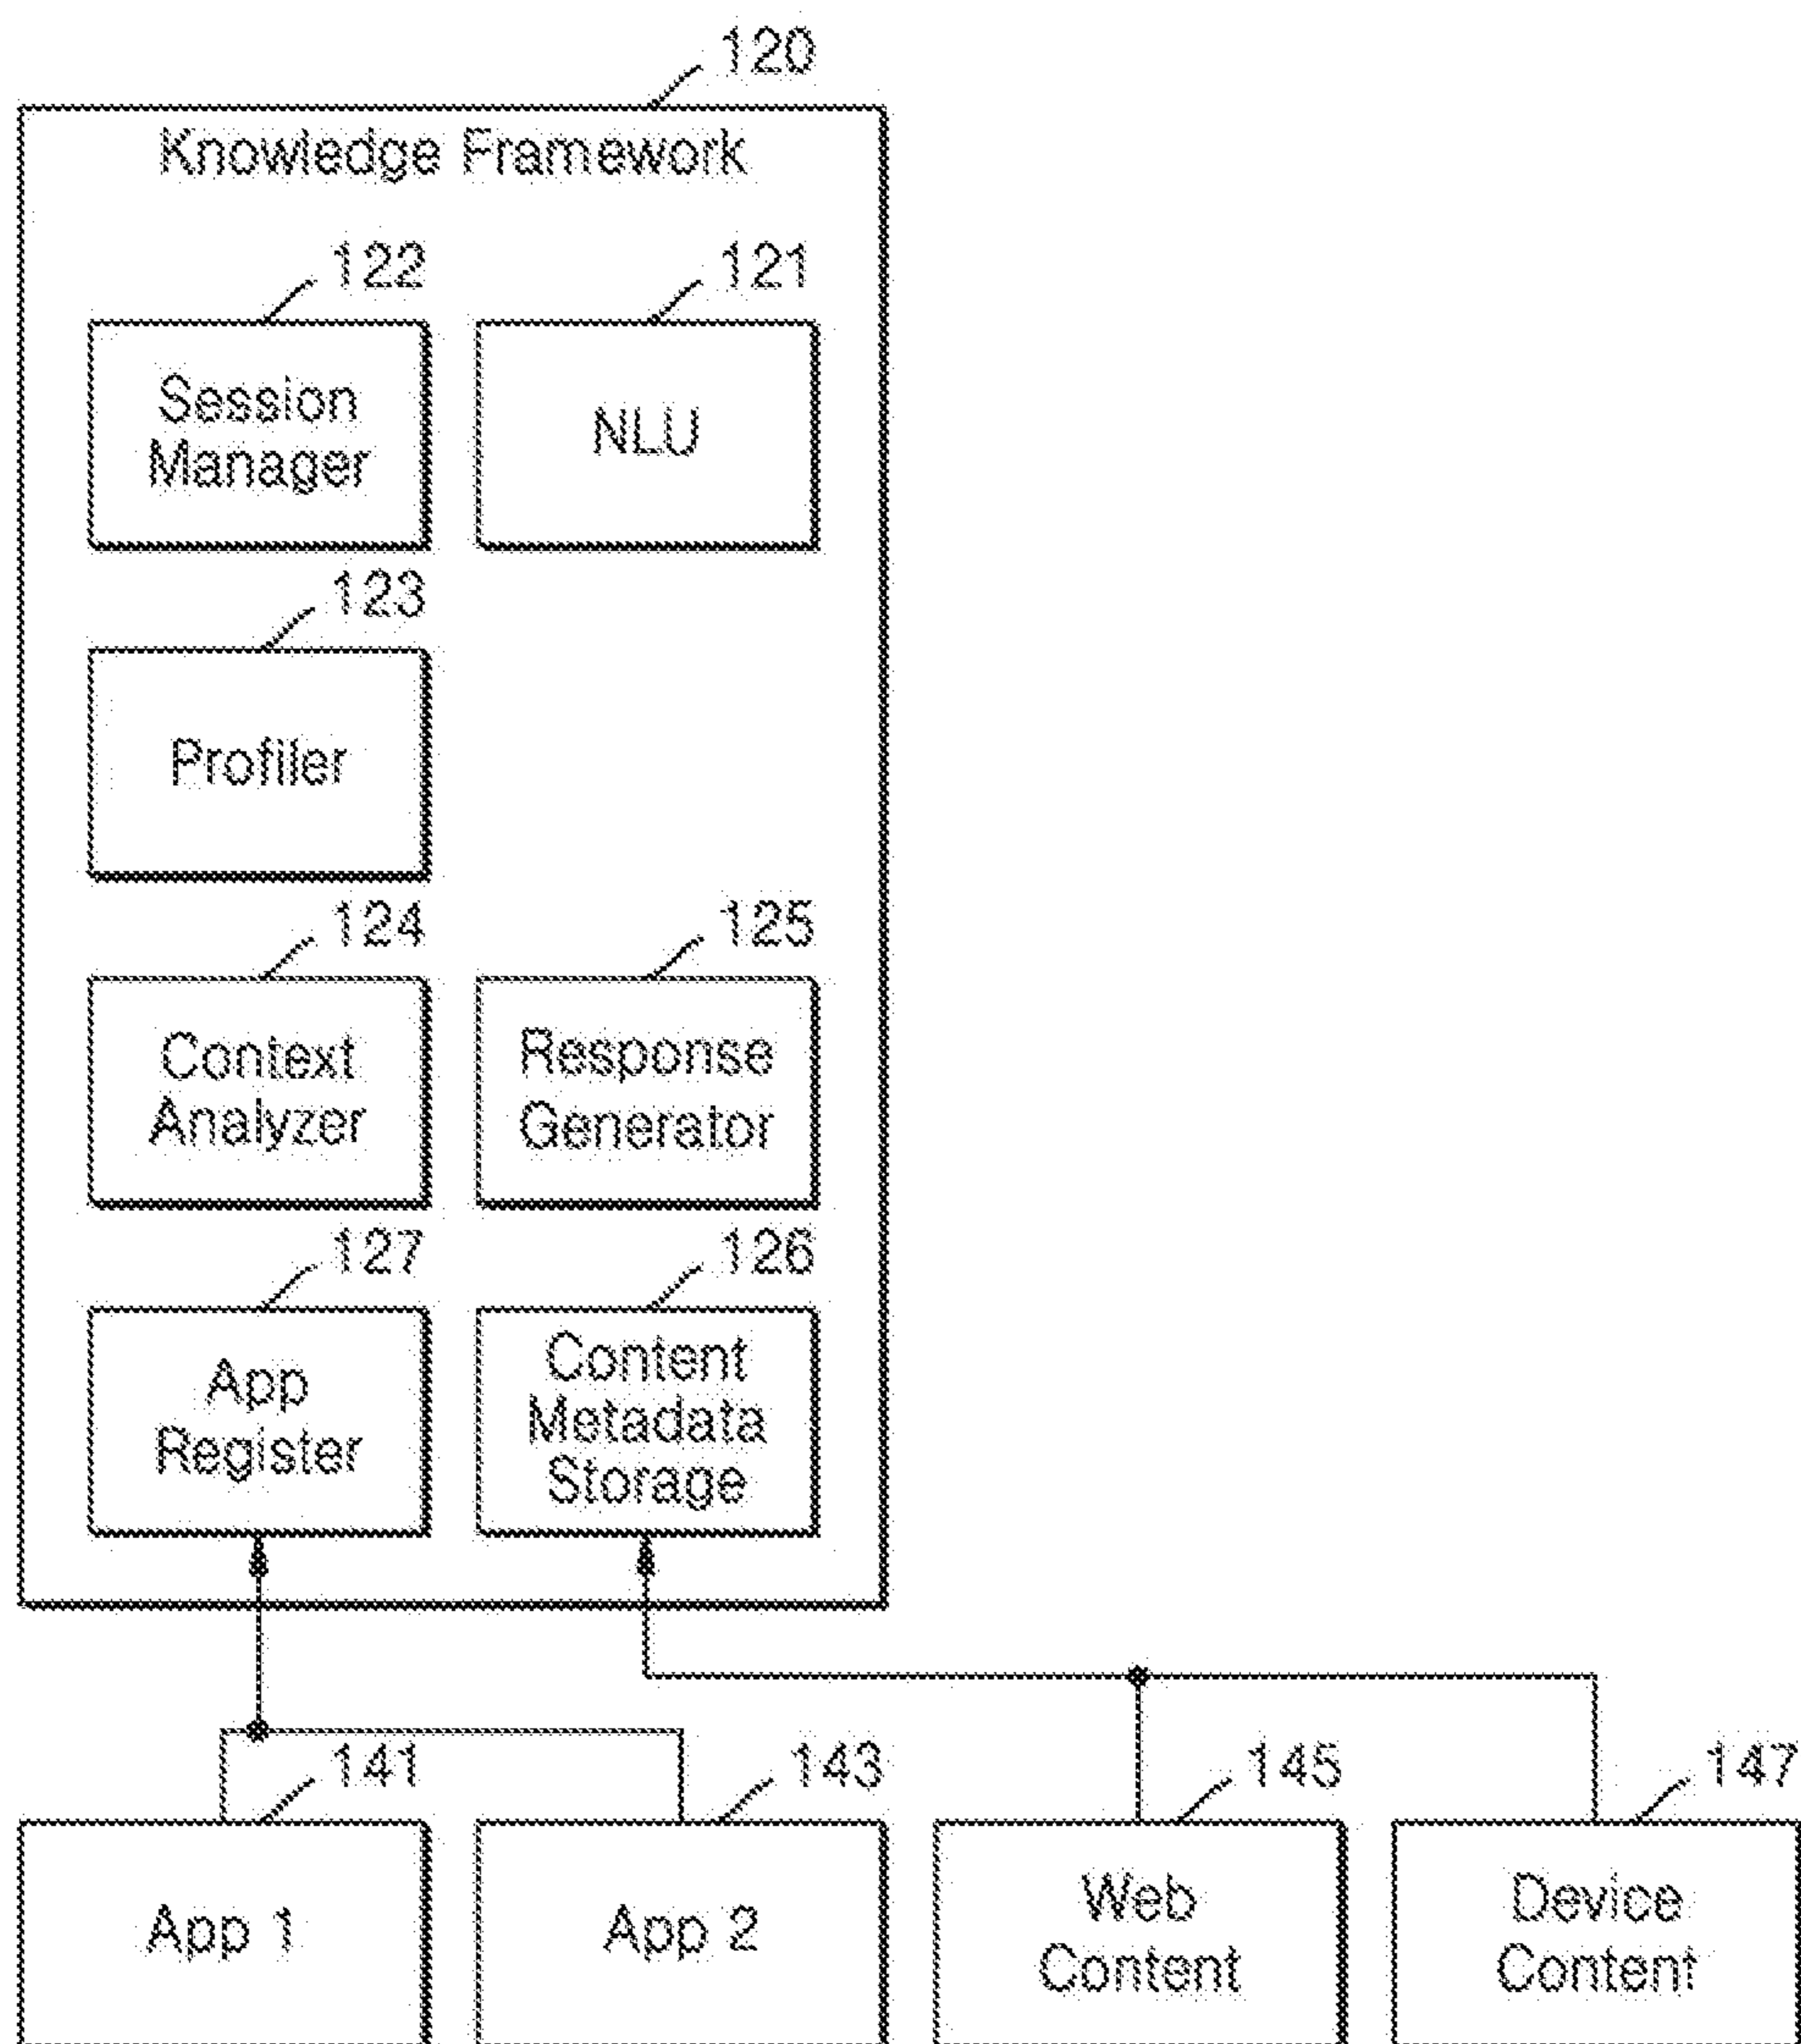 120
Knowledge Framework
122
121
Session
Manager
NLU
123
Profiler
124
125
Context
Analyzer
Response
Generator
127
126
App
Register
Content
Metadata
Storage
141
143
145
147
App 1
App 2
Web
Content
Device
Content